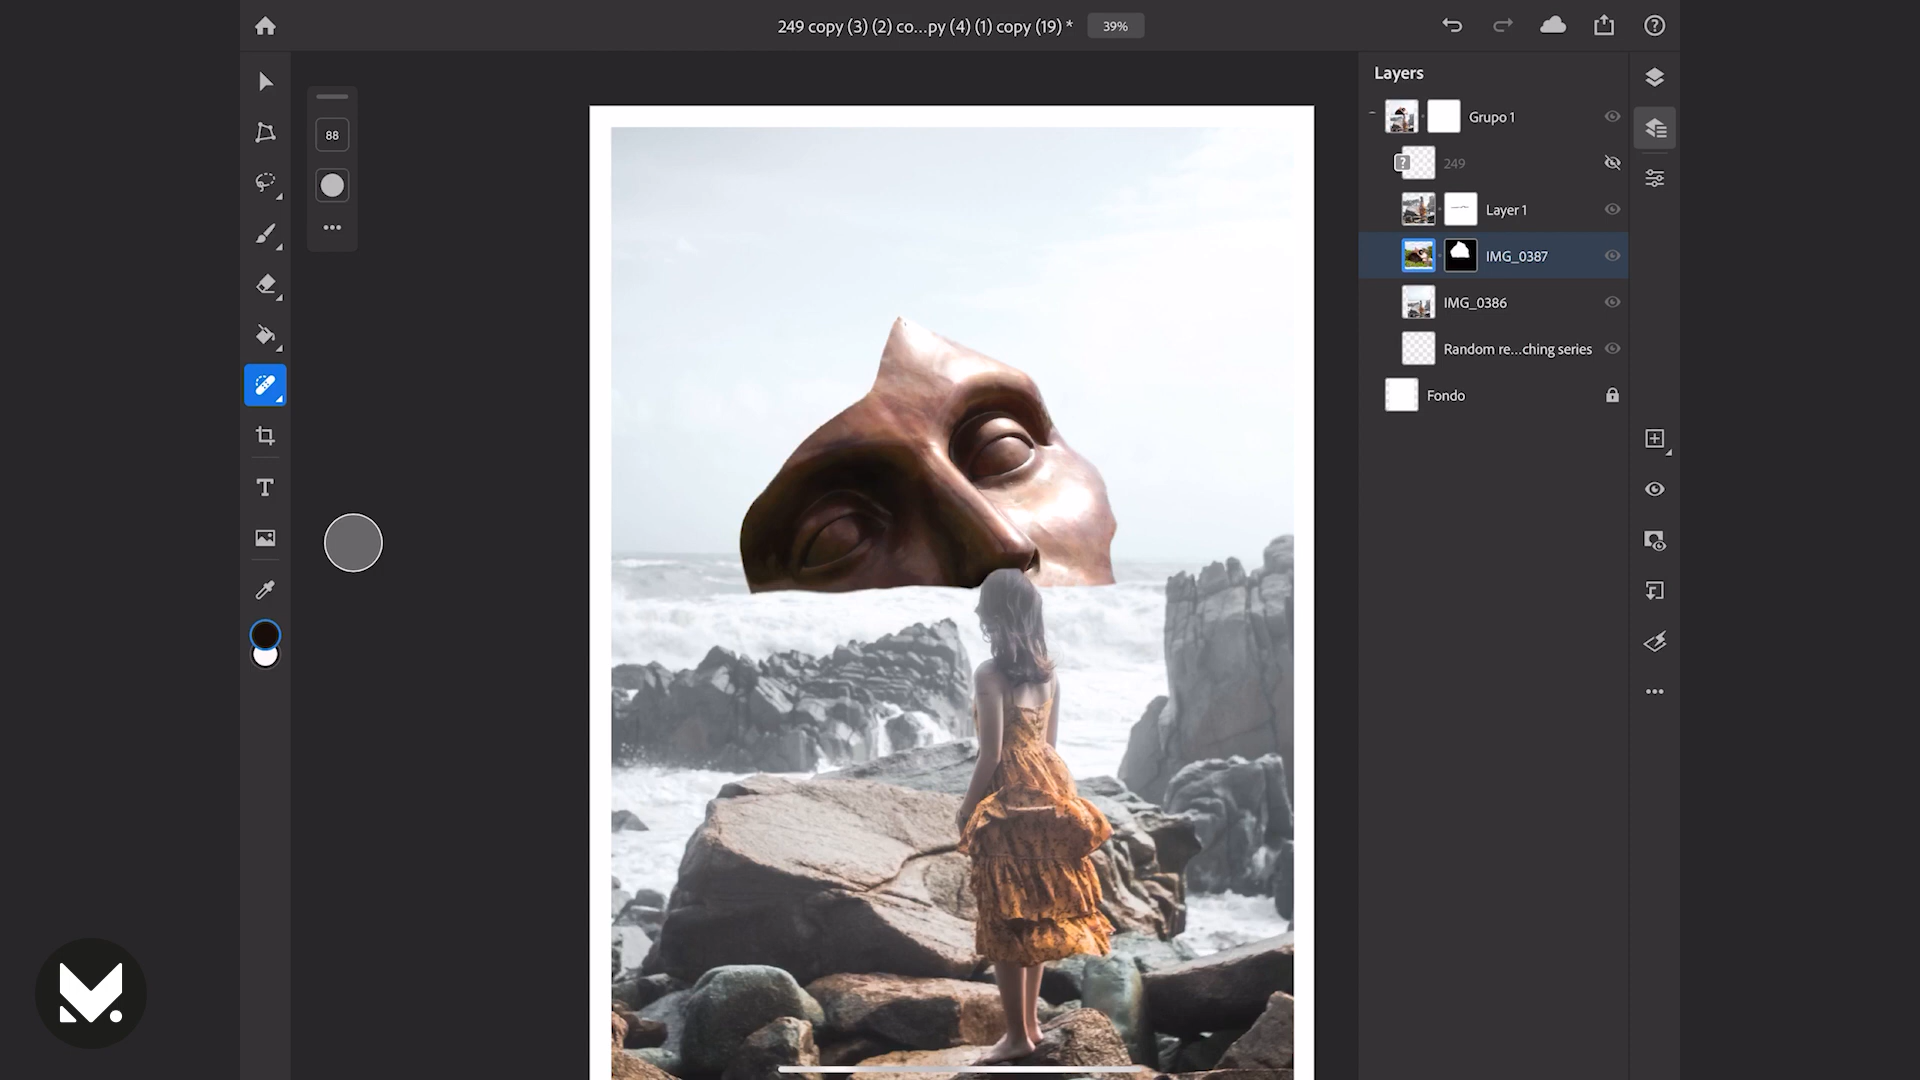 249 copy (3) (2) co...py (4) (1) copy (19) *
39%
88
T
Layers
Grupo 1
?
249
Layer 1
IMG_0387
IMG_0386
Random re...ching series
Fondo
?
M.